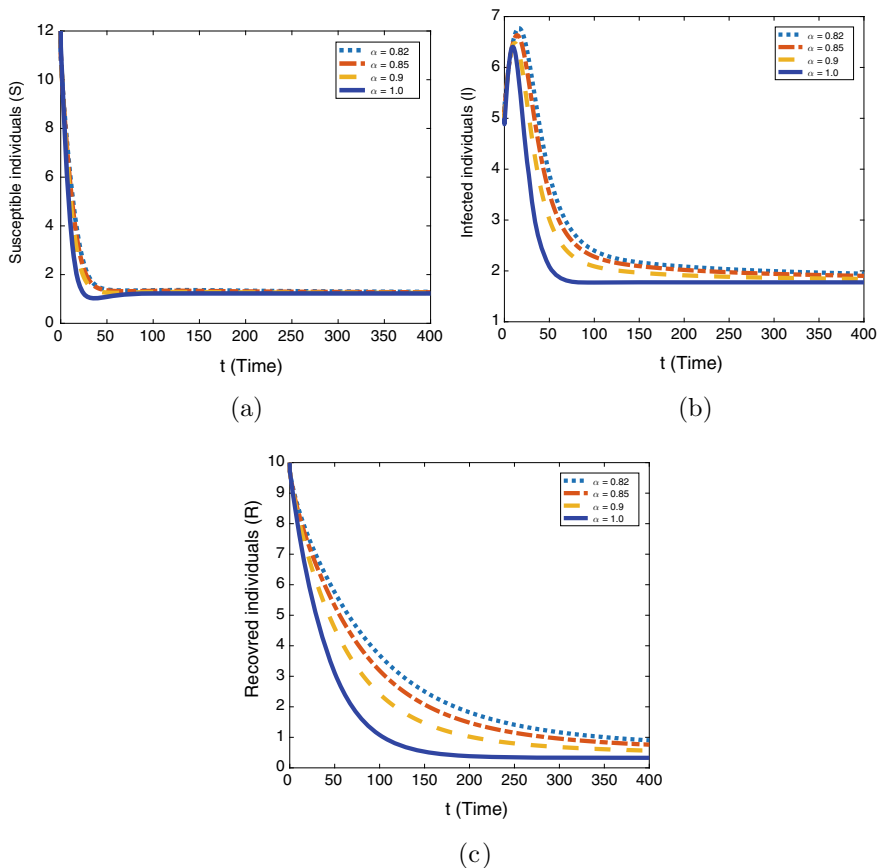 12
10
8
6
4
2
0
Susceptible individuals (S)
α = 0.82
α = 0.85
α = 0.9
α = 1.0
0 50 100 150 200 250 300 350 400
t (Time)
(a)
7
6
5
4
3
2
1
Infected individuals (I)
α = 0.82
α = 0.85
α = 0.9
α = 1.0
0 50 100 150 200 250 300 350 400
t (Time)
(b)
10
9
8
7
6
5
4
3
2
1
0
Recovred individuals (R)
α = 0.82
α = 0.85
α = 0.9
α = 1.0
0 50 100 150 200 250 300 350 400
t (Time)
(c)